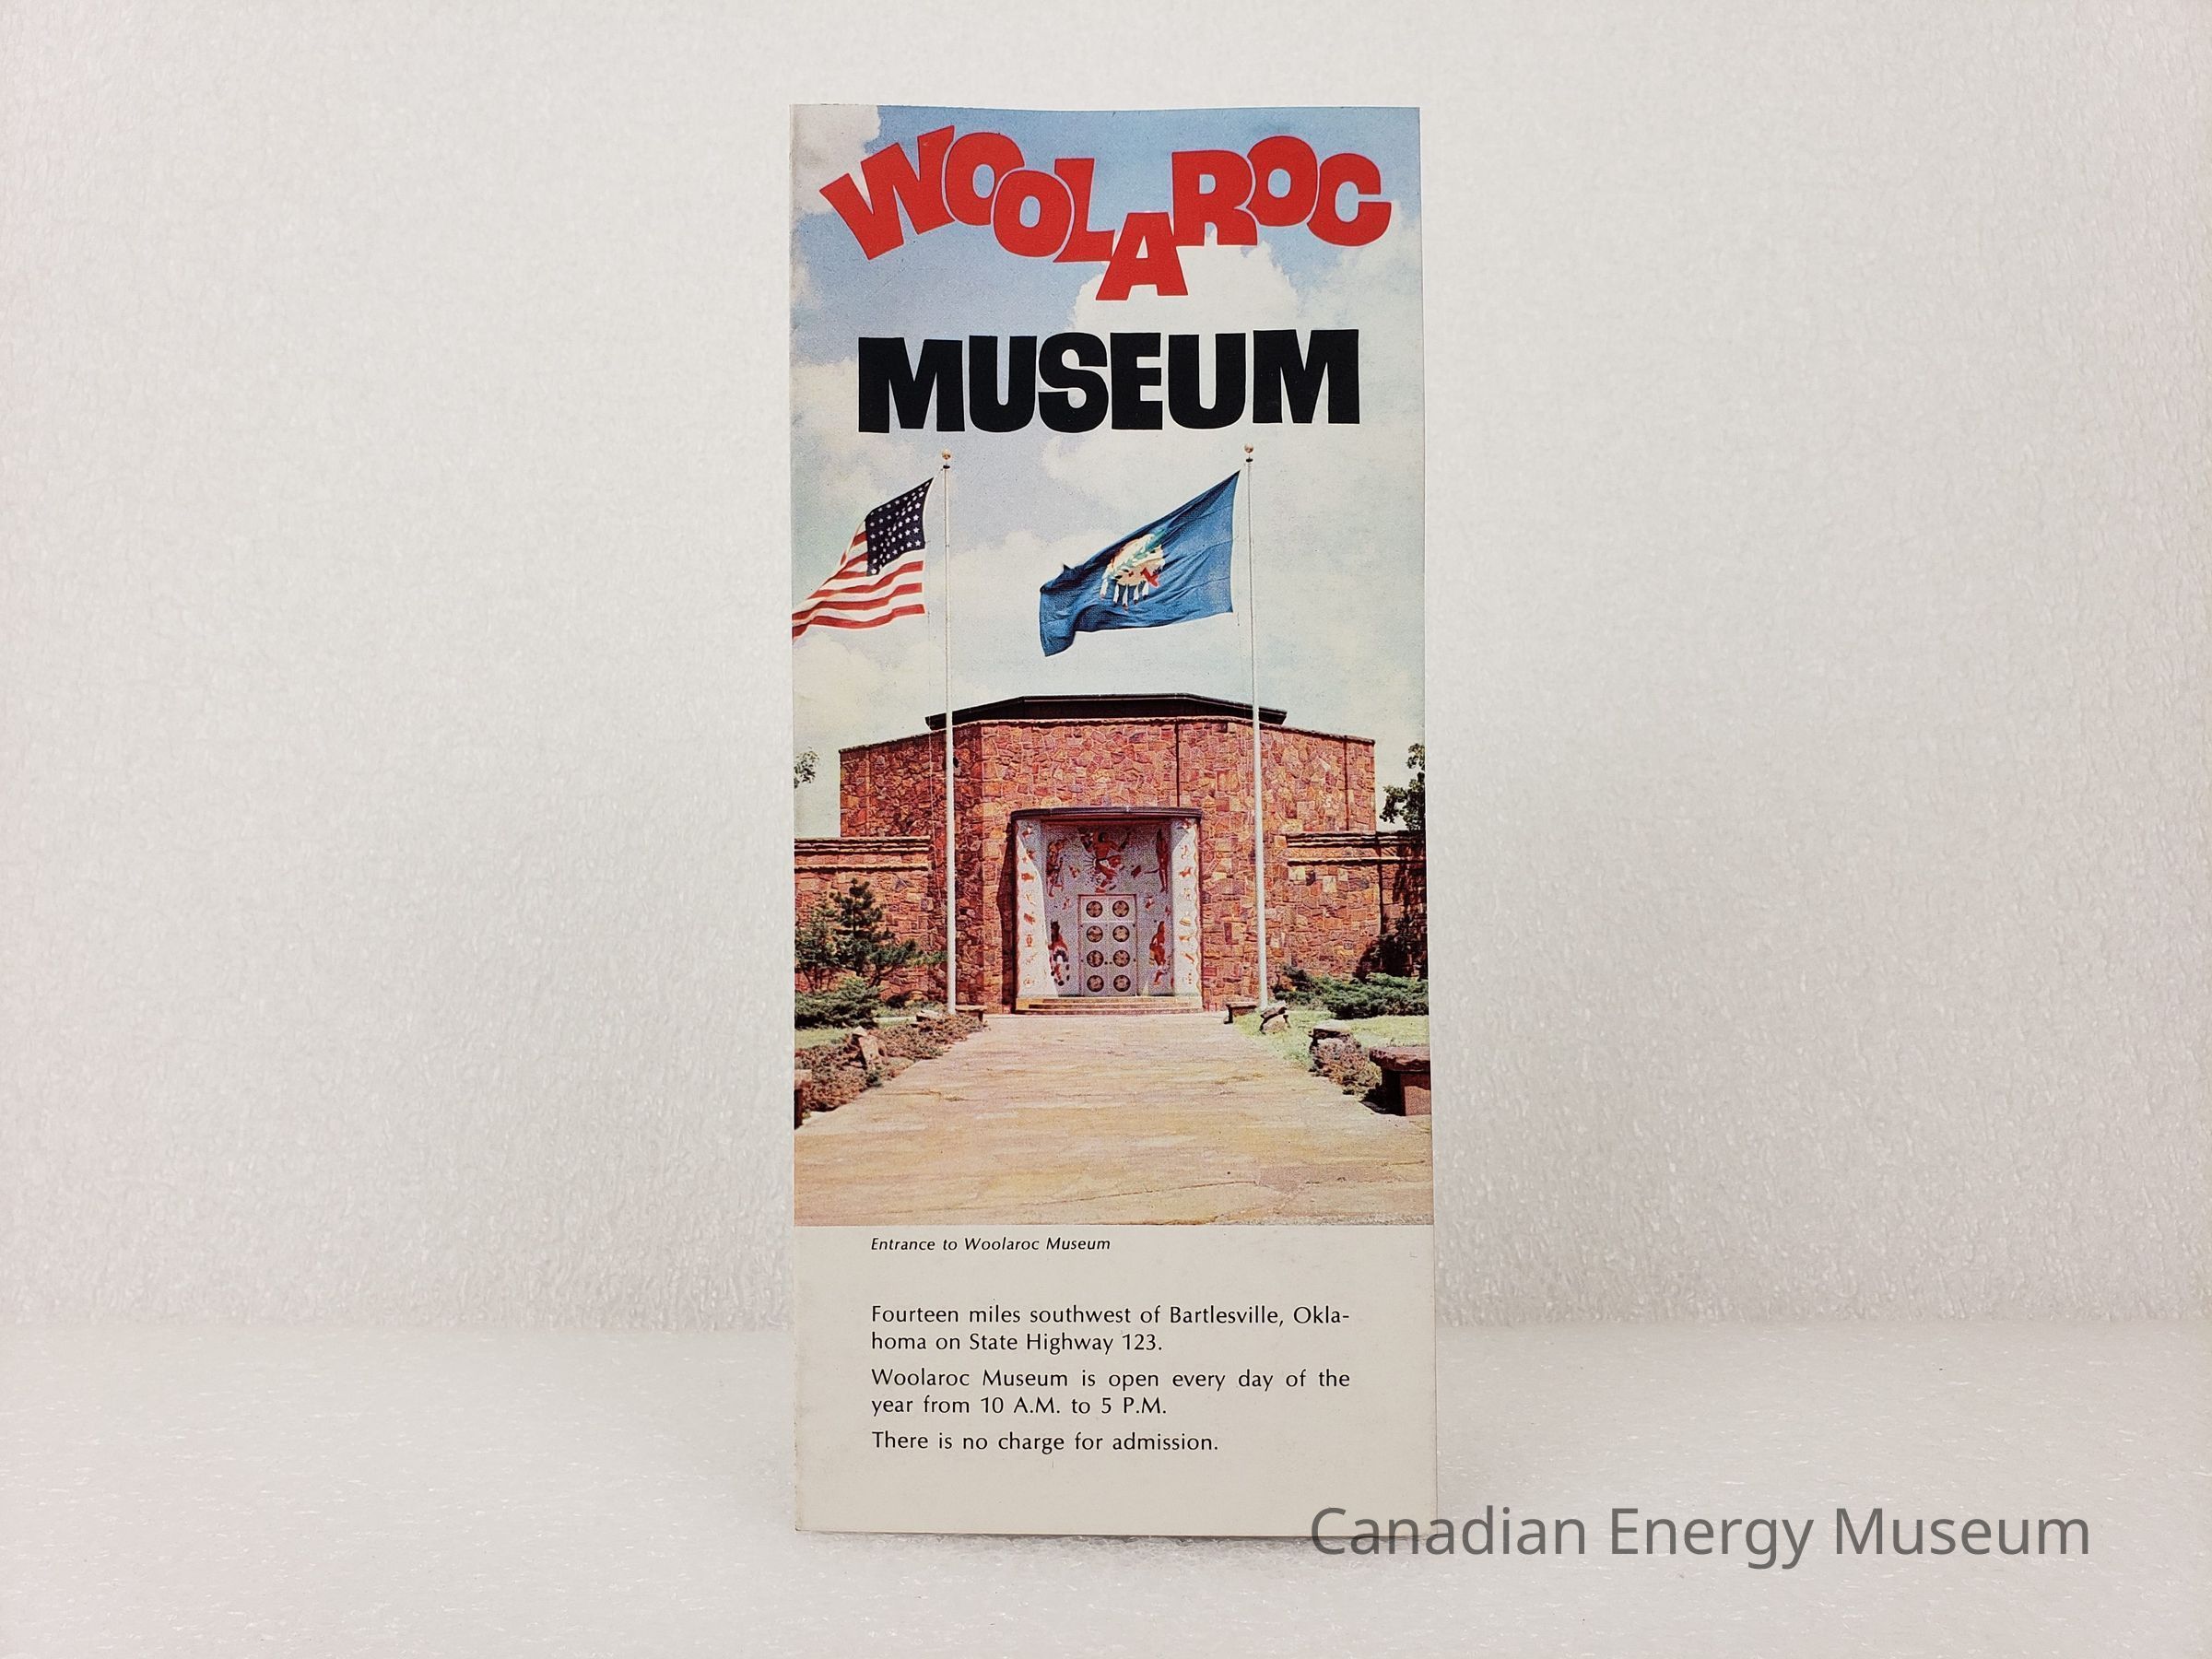 WOOLAROC
MUSEUM
Entrance to Woolaroc Museum
Fourteen miles southwest of Bartlesville, Okla-
homa on State Highway 123.
Woolaroc Museum is open every day of the
year from 10 A.M. to 5 P.M.
There is no charge for admission.
Canadian Energy Museum